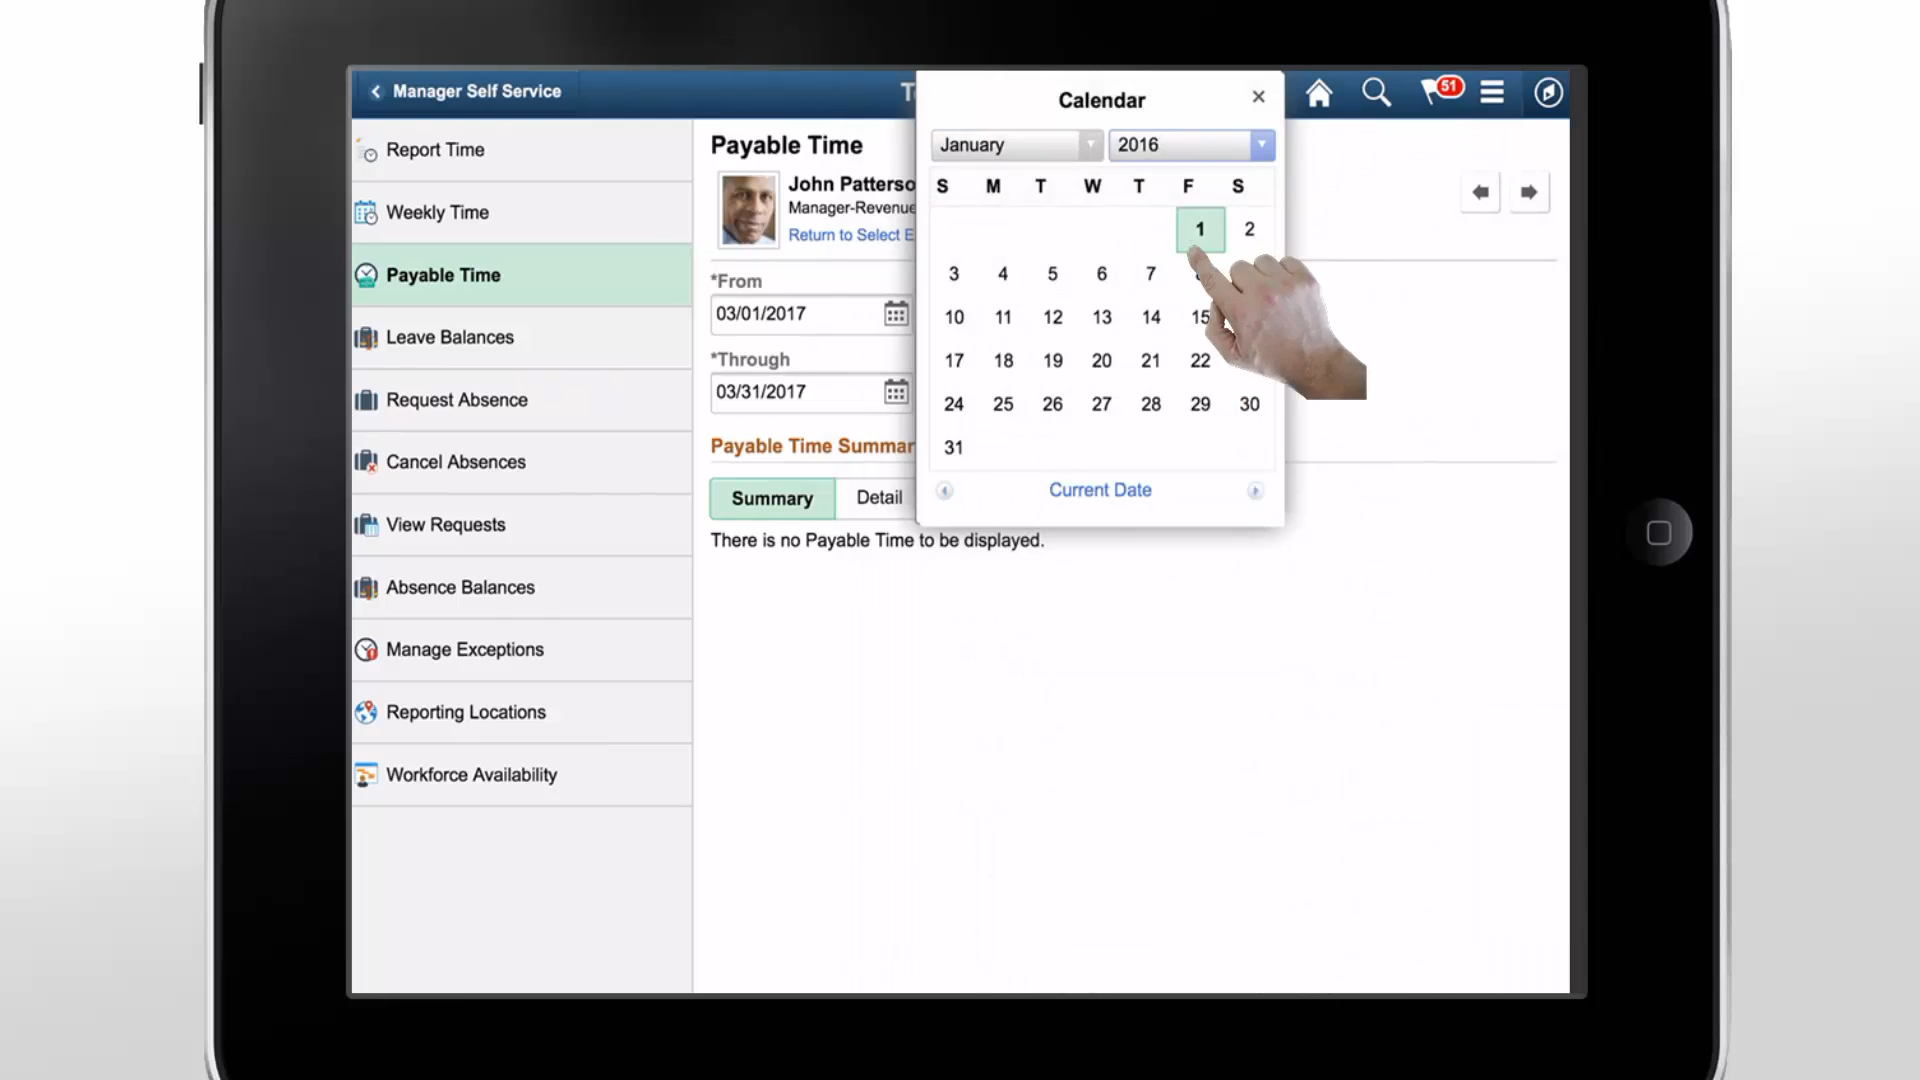 Manager Self Service
51
Report Time
Weekly Time
Payable Time
Leave Balances
Request Absence
Cancel Absences
View Requests
Absence Balances
Manage Exceptions
Reporting Locations
Workforce Availability
Payable Time
John
Manager-Revenue
Return to Select
*From
03/01/2017
*Through
03/31/2017
Payable Time
Summary Detail
There is no Payable Time to be displayed.
Calendar
January 2016
S M T W T F S
1 2
3 4 5 6 7
10 11 12 13 14 15
17 18 19 20 21 22
24 25 26 27 28 29 30
31
Current Date